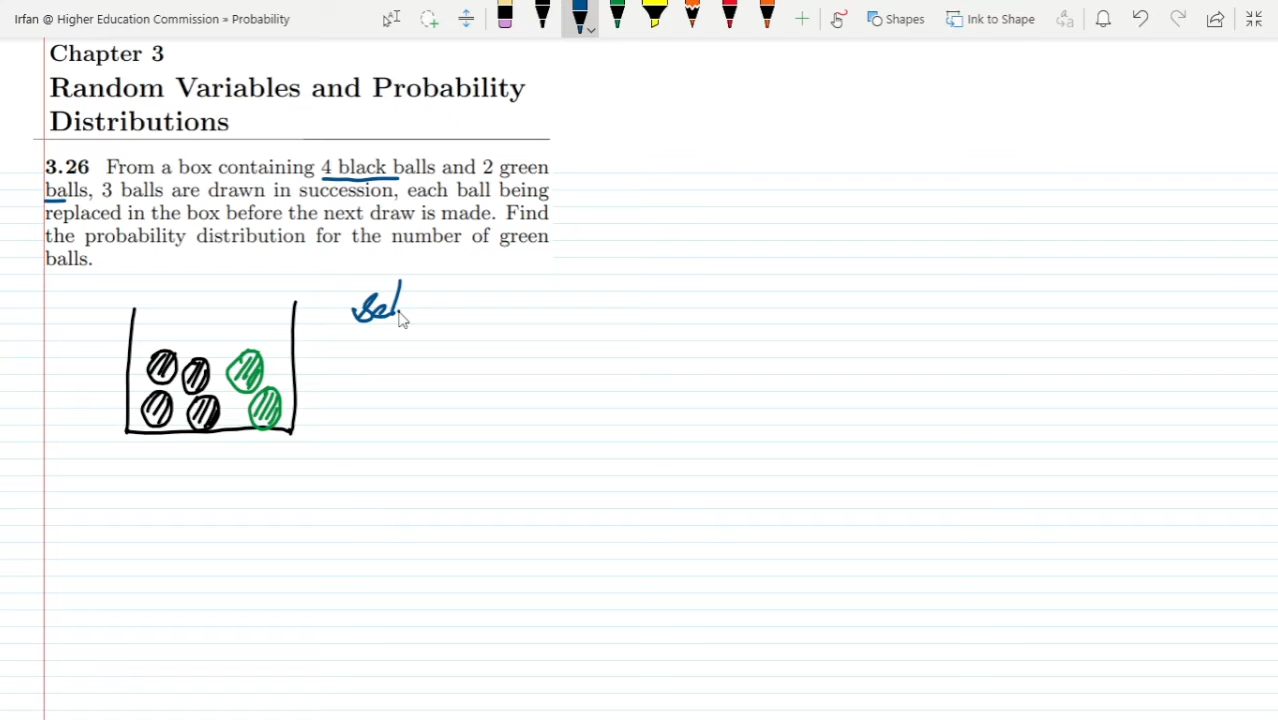 Irfan @ Higher Education Commission » Probability
Shapes
Ink to Shape
Chapter 3
Random Variables and Probability
Distributions
3.26 From a box containing 4 black balls and 2 green
balls, 3 balls are drawn in succession, each ball being
replaced in the box before the next draw is made. Find
the probability distribution for the number of green
balls.
Sol